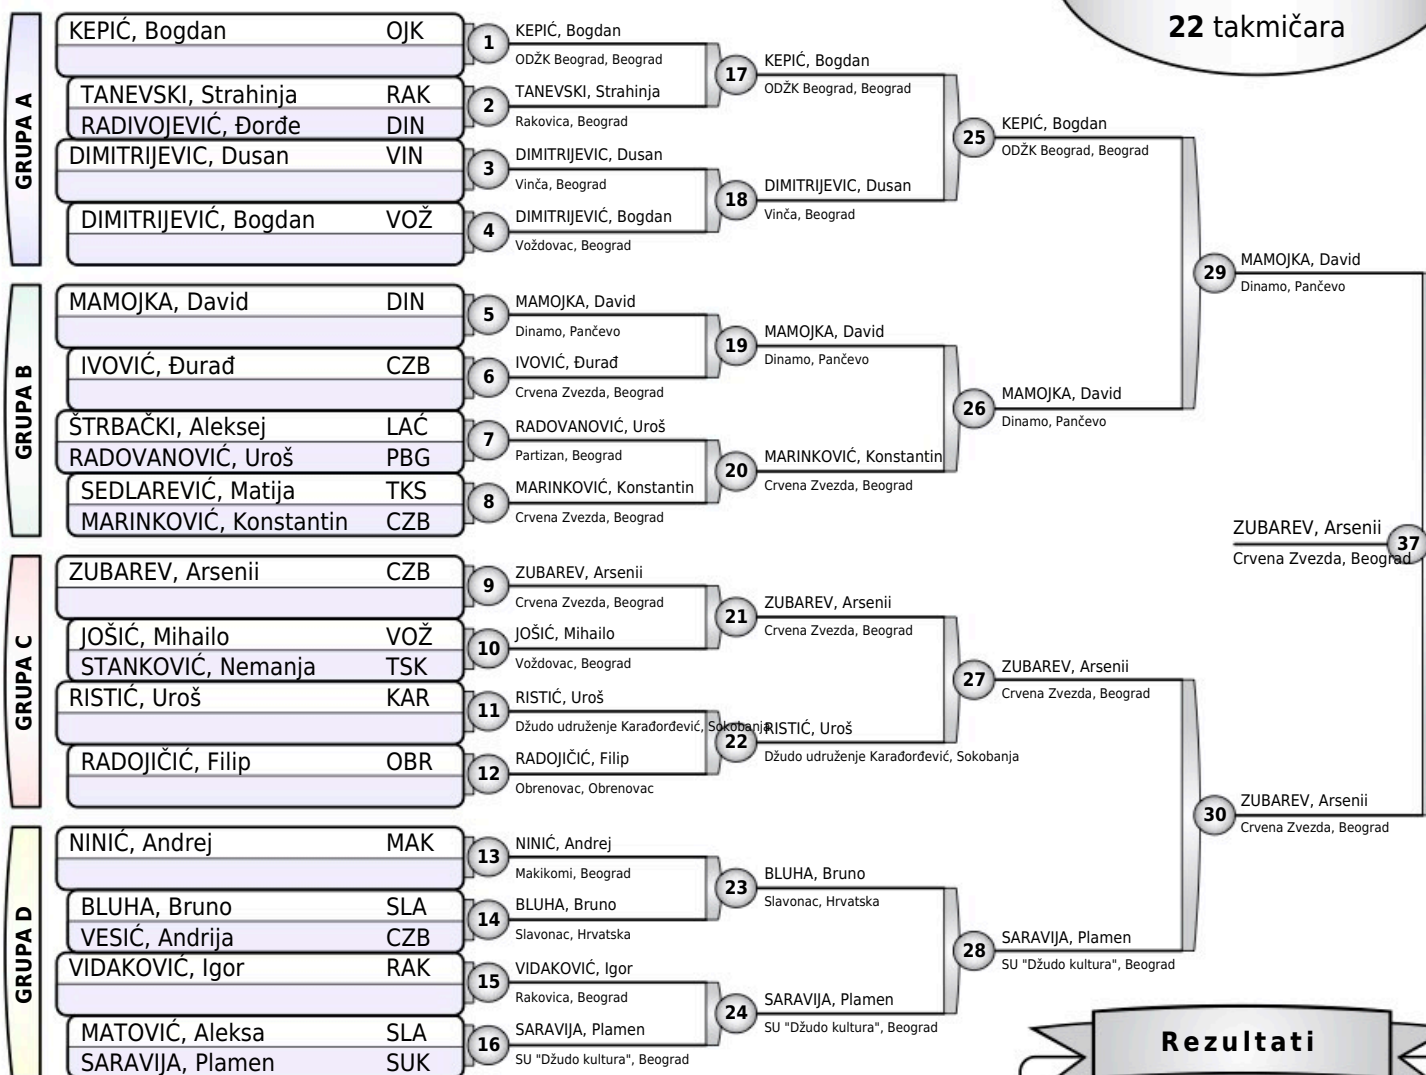 22 takmičara
GRUPA A
KEPIĆ, Bogdan OJK
TANEVSKI, Strahinja RAK
RADIVOJEVIĆ, Đorđe DIN
DIMITRIJEVIC, Dusan VIN
DIMITRIJEVIĆ, Bogdan VOŽ
GRUPA B
MAMOJKA, David DIN
IVOVIĆ, Đurađ CZB
ŠTRBAČKI, Aleksej LAĆ
RADOVANOVIĆ, Uroš PBG
SEDLAREVIĆ, Matija TKS
MARINKOVIĆ, Konstantin CZB
GRUPA C
ZUBAREV, Arsenii CZB
JOŠIĆ, Mihailo VOŽ
STANKOVIĆ, Nemanja TSK
RISTIĆ, Uroš KAR
RADOJIČIĆ, Filip OBR
GRUPA D
NINIĆ, Andrej MAK
BLUHA, Bruno SLA
VESIĆ, Andrija CZB
VIDAKOVIĆ, Igor RAK
MATOVIĆ, Aleksa SLA
SARAVIJA, Plamen SUK
1 KEPIĆ, Bogdan
ODŽK Beograd, Beograd
2 TANEVSKI, Strahinja
Rakovica, Beograd
3 DIMITRIJEVIC, Dusan
Vinča, Beograd
4 DIMITRIJEVIĆ, Bogdan
Voždovac, Beograd
5 MAMOJKA, David
Dinamo, Pančevo
6 IVOVIĆ, Đurađ
Crvena Zvezda, Beograd
7 RADOVANOVIĆ, Uroš
Partizan, Beograd
8 MARINKOVIĆ, Konstantin
Crvena Zvezda, Beograd
9 ZUBAREV, Arsenii
Crvena Zvezda, Beograd
10 JOŠIĆ, Mihailo
Voždovac, Beograd
11 RISTIĆ, Uroš
Džudo udruženje Karađorđević, Sokobanja
12 RADOJIČIĆ, Filip
Obrenovac, Obrenovac
13 NINIĆ, Andrej
Makikomi, Beograd
14 BLUHA, Bruno
Slavonac, Hrvatska
15 VIDAKOVIĆ, Igor
Rakovica, Beograd
16 SARAVIJA, Plamen
SU "Džudo kultura", Beograd
17 KEPIĆ, Bogdan
ODŽK Beograd, Beograd
18 DIMITRIJEVIC, Dusan
Vinča, Beograd
19 MAMOJKA, David
Dinamo, Pančevo
20 MARINKOVIĆ, Konstantin
Crvena Zvezda, Beograd
21 ZUBAREV, Arsenii
Crvena Zvezda, Beograd
22 RISTIĆ, Uroš
Džudo udruženje Karađorđević, Sokobanja
23 BLUHA, Bruno
Slavonac, Hrvatska
24 SARAVIJA, Plamen
SU "Džudo kultura", Beograd
25 KEPIĆ, Bogdan
ODŽK Beograd, Beograd
26 MAMOJKA, David
Dinamo, Pančevo
27 ZUBAREV, Arsenii
Crvena Zvezda, Beograd
28 SARAVIJA, Plamen
SU "Džudo kultura", Beograd
29 MAMOJKA, David
Dinamo, Pančevo
30 ZUBAREV, Arsenii
Crvena Zvezda, Beograd
ZUBAREV, Arsenii 37
Crvena Zvezda, Beograd
Rezultati